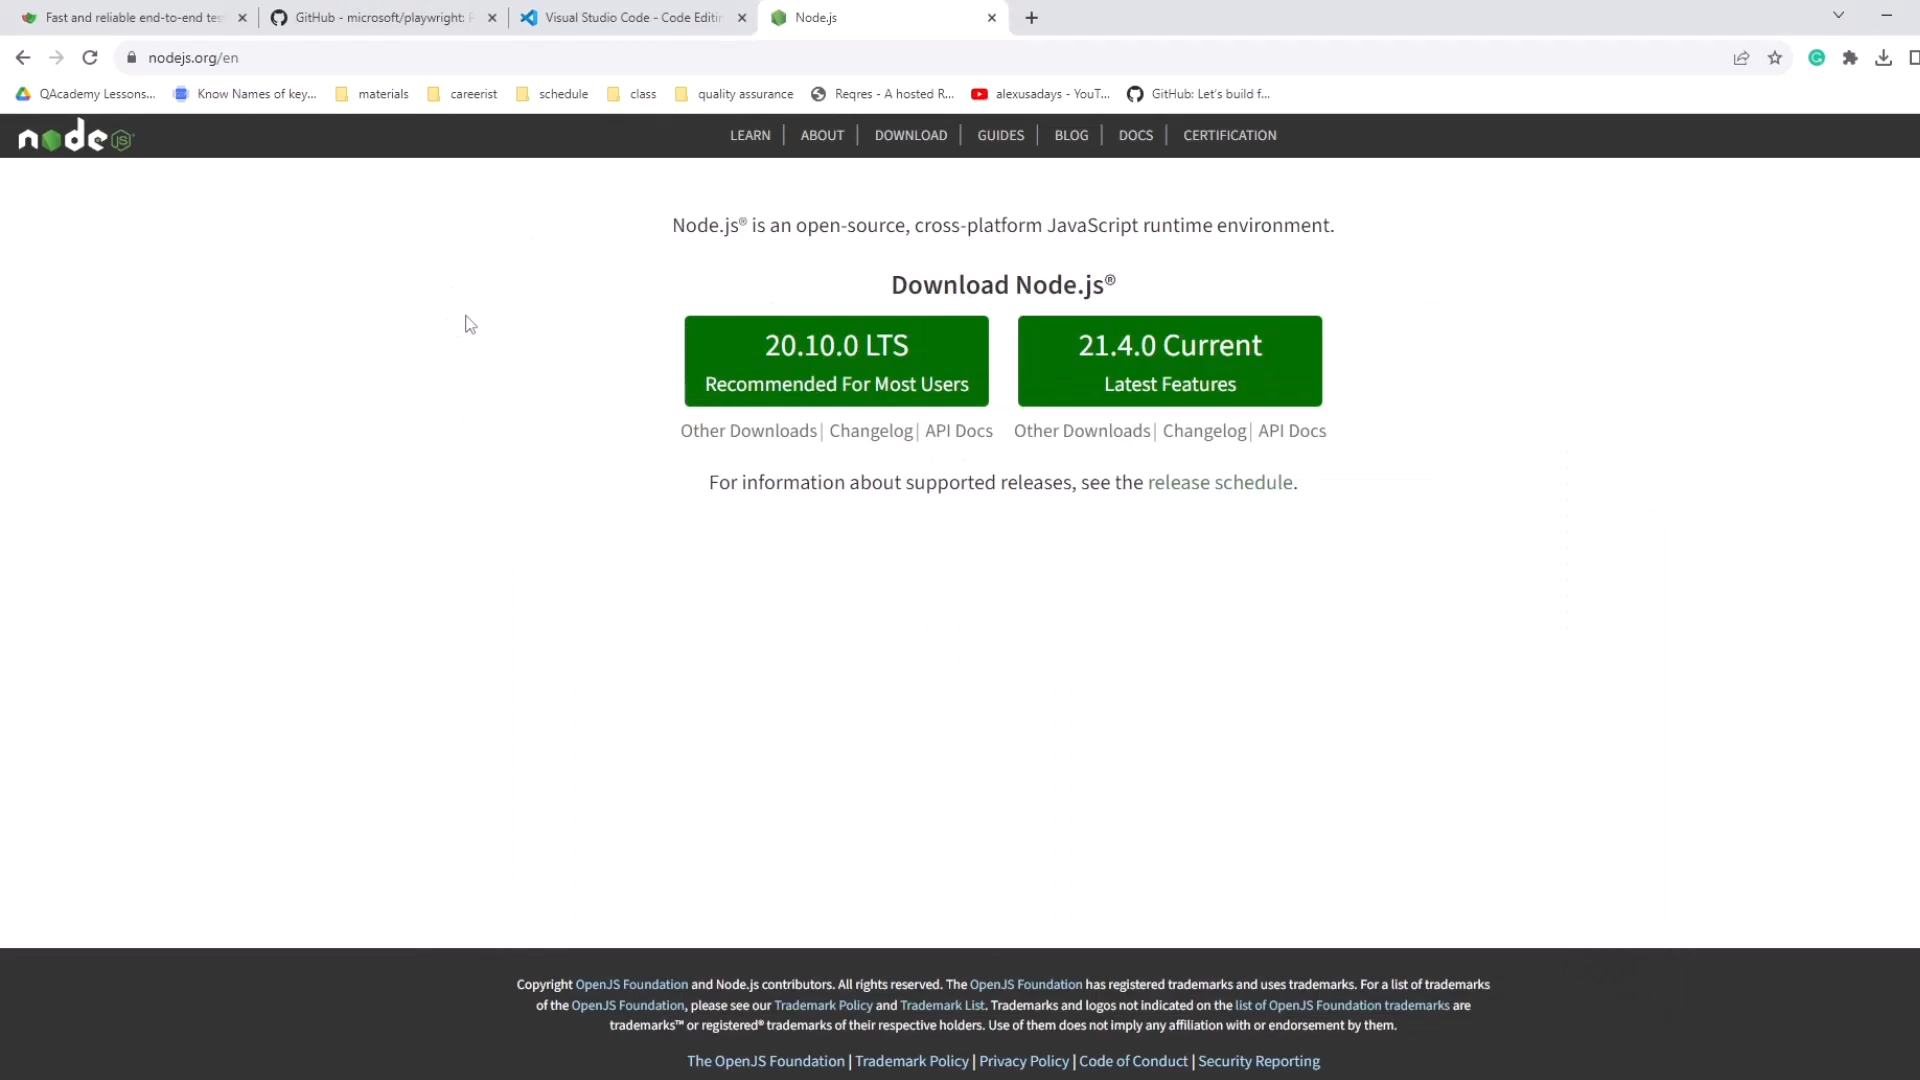 Fast and reliable end-to-end tes
GitHub - microsoft/playwright: P
Visual Studio Code - Code Editin
Node.js
nodejs.org/en
QAcademy Lessons...
Know Names of key...
materials
careerist
schedule
class
quality assurance
Reqres - A hosted R...
alexusadays - YouT...
GitHub: Let's build f...
node JS
LEARN | ABOUT | DOWNLOAD | GUIDES | BLOG | DOCS | CERTIFICATION
Node.js® is an open-source, cross-platform JavaScript runtime environment.
Download Node.js®
20.10.0 LTS
Recommended For Most Users
21.4.0 Current
Latest Features
Other Downloads | Changelog | API Docs
Other Downloads | Changelog | API Docs
For information about supported releases, see the release schedule.
Copyright OpenJS Foundation and Node.js contributors. All rights reserved. The OpenJS Foundation has registered trademarks and uses trademarks. For a list of trademarks
of the OpenJS Foundation, please see our Trademark Policy and Trademark List. Trademarks and logos not indicated on the list of OpenJS Foundation trademarks are
trademarks™ or registered® trademarks of their respective holders. Use of them does not imply any affiliation with or endorsement by them.
The OpenJS Foundation | Trademark Policy | Privacy Policy | Code of Conduct | Security Reporting